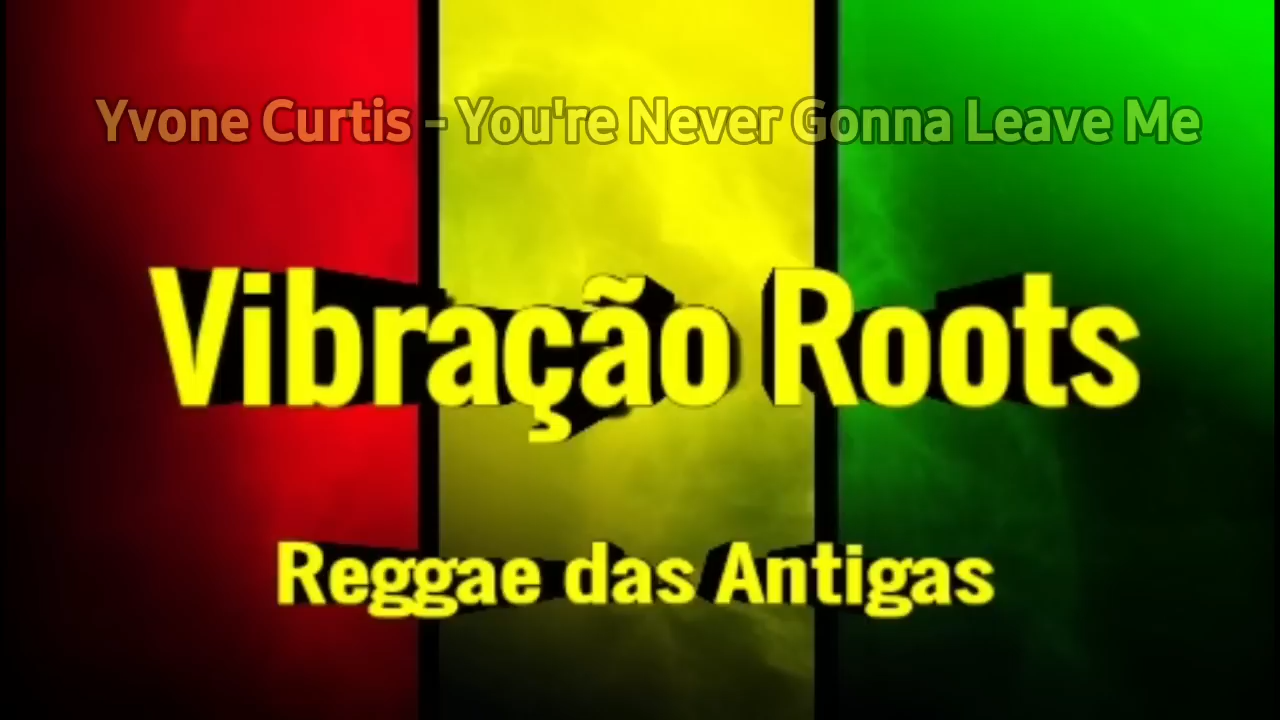 Yvone Curtis - You're Never Gonna Leave Me
Vibração Roots
Reggae das Antigas